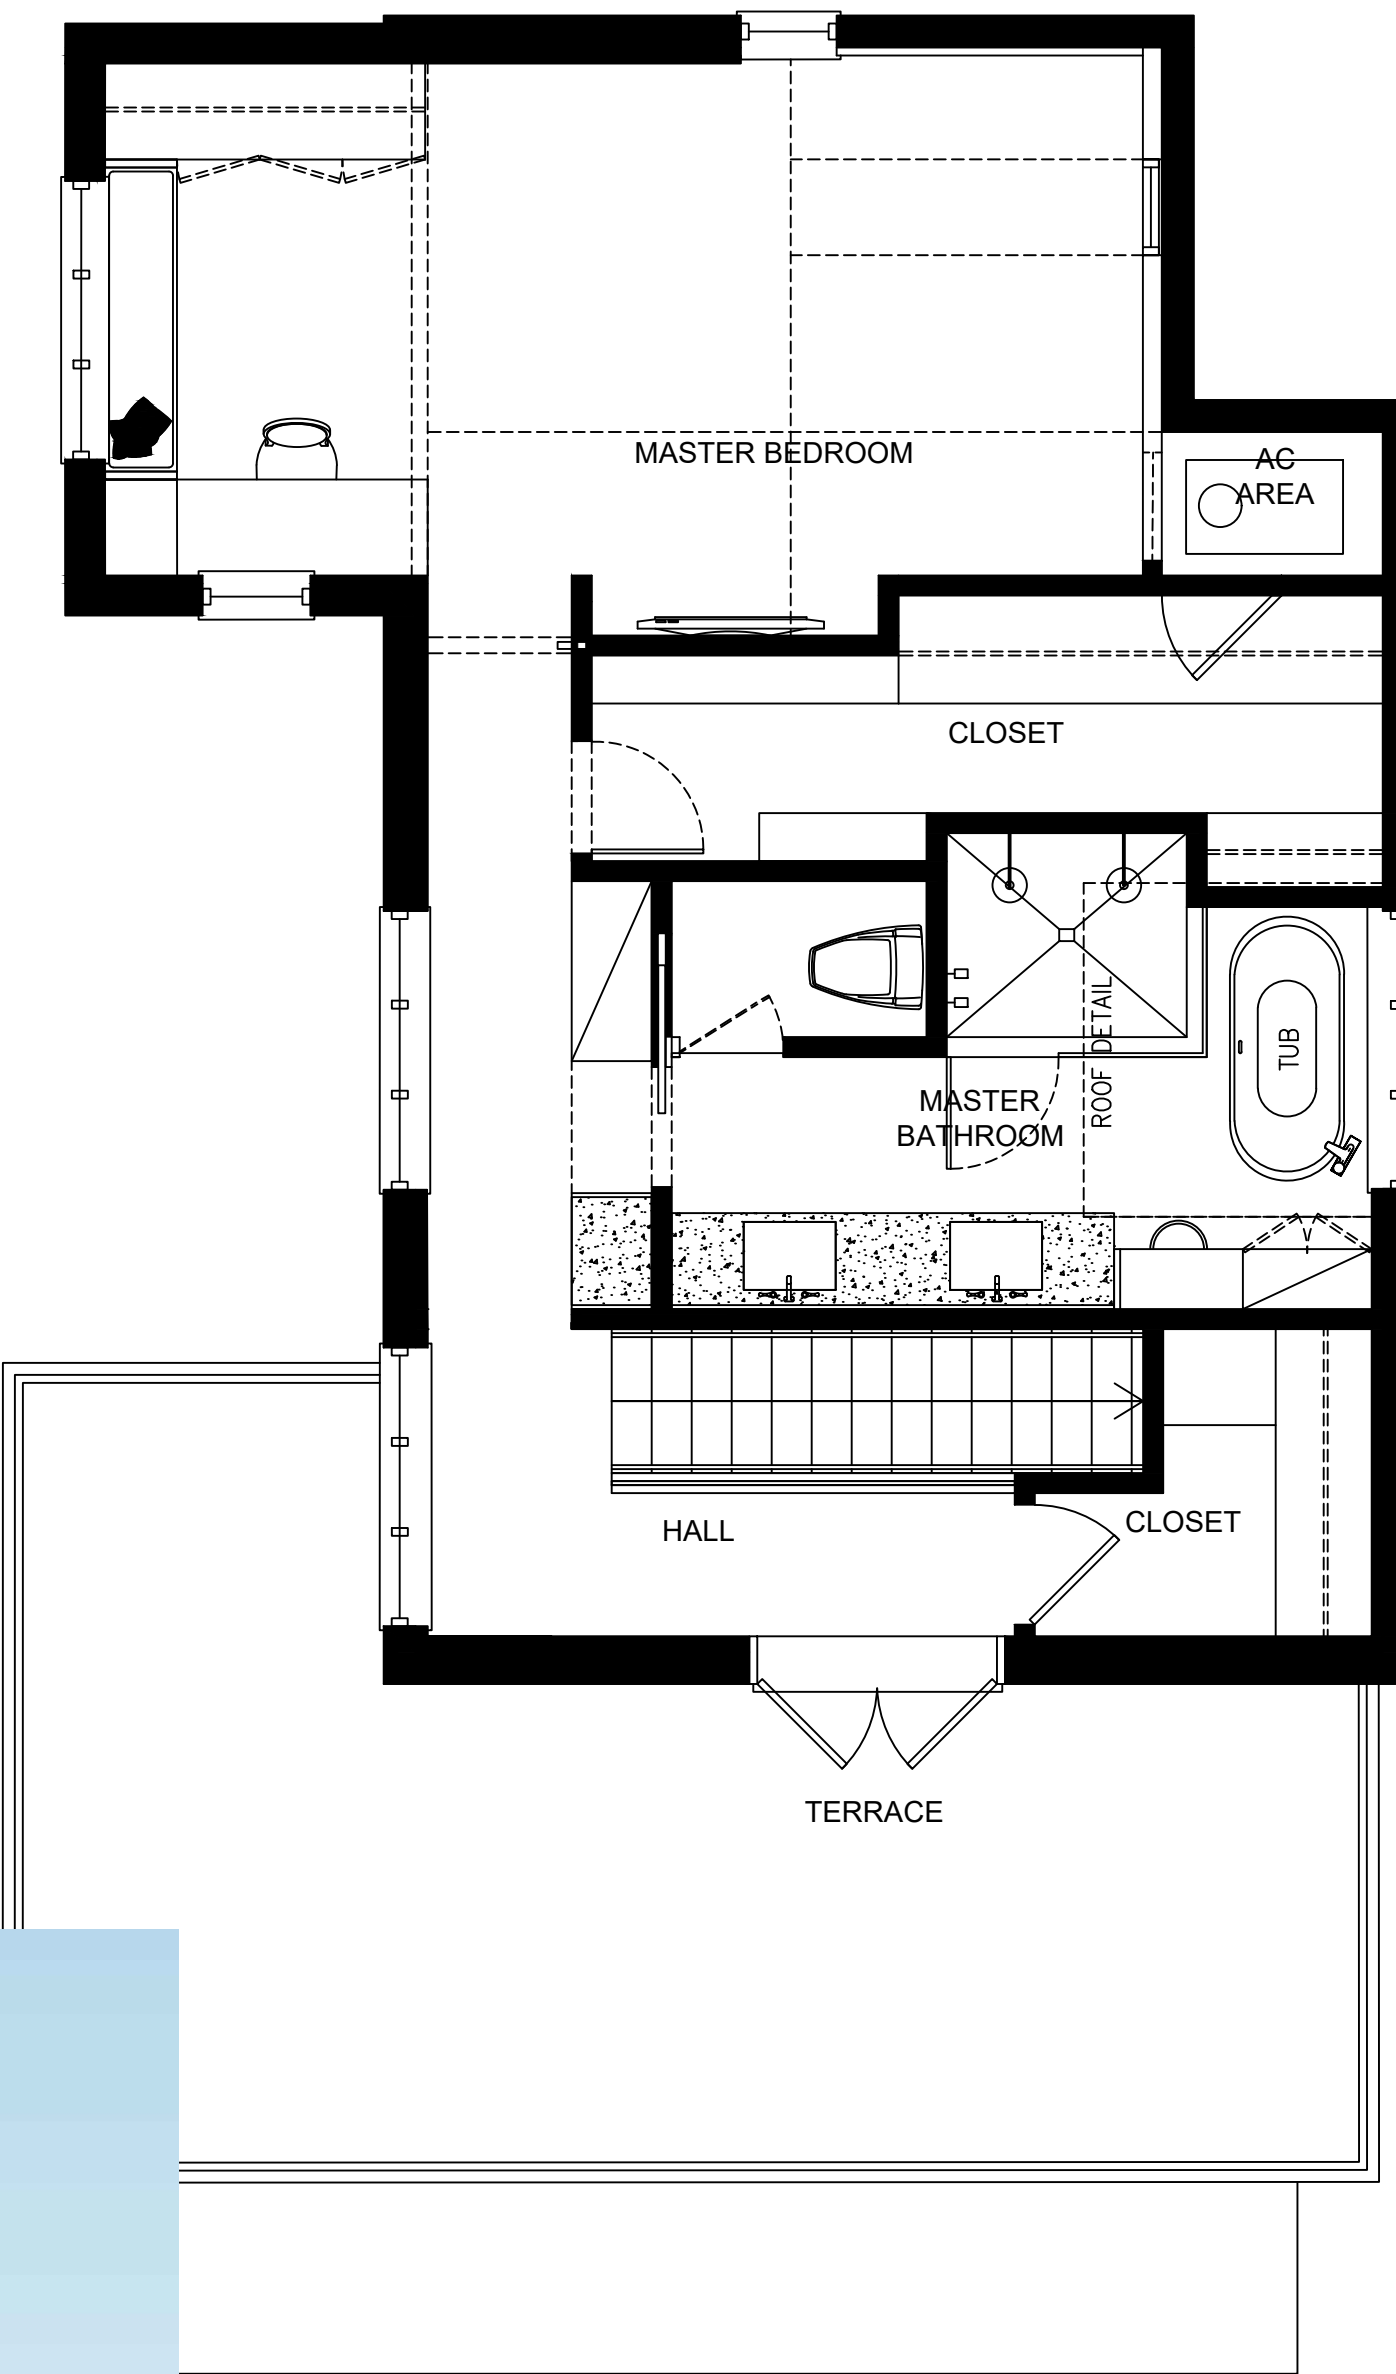 MASTER BEDROOM
AC
AREA
CLOSET
ROOF DETAIL
TUB
MASTER
BATHROOM
HALL
CLOSET
TERRACE